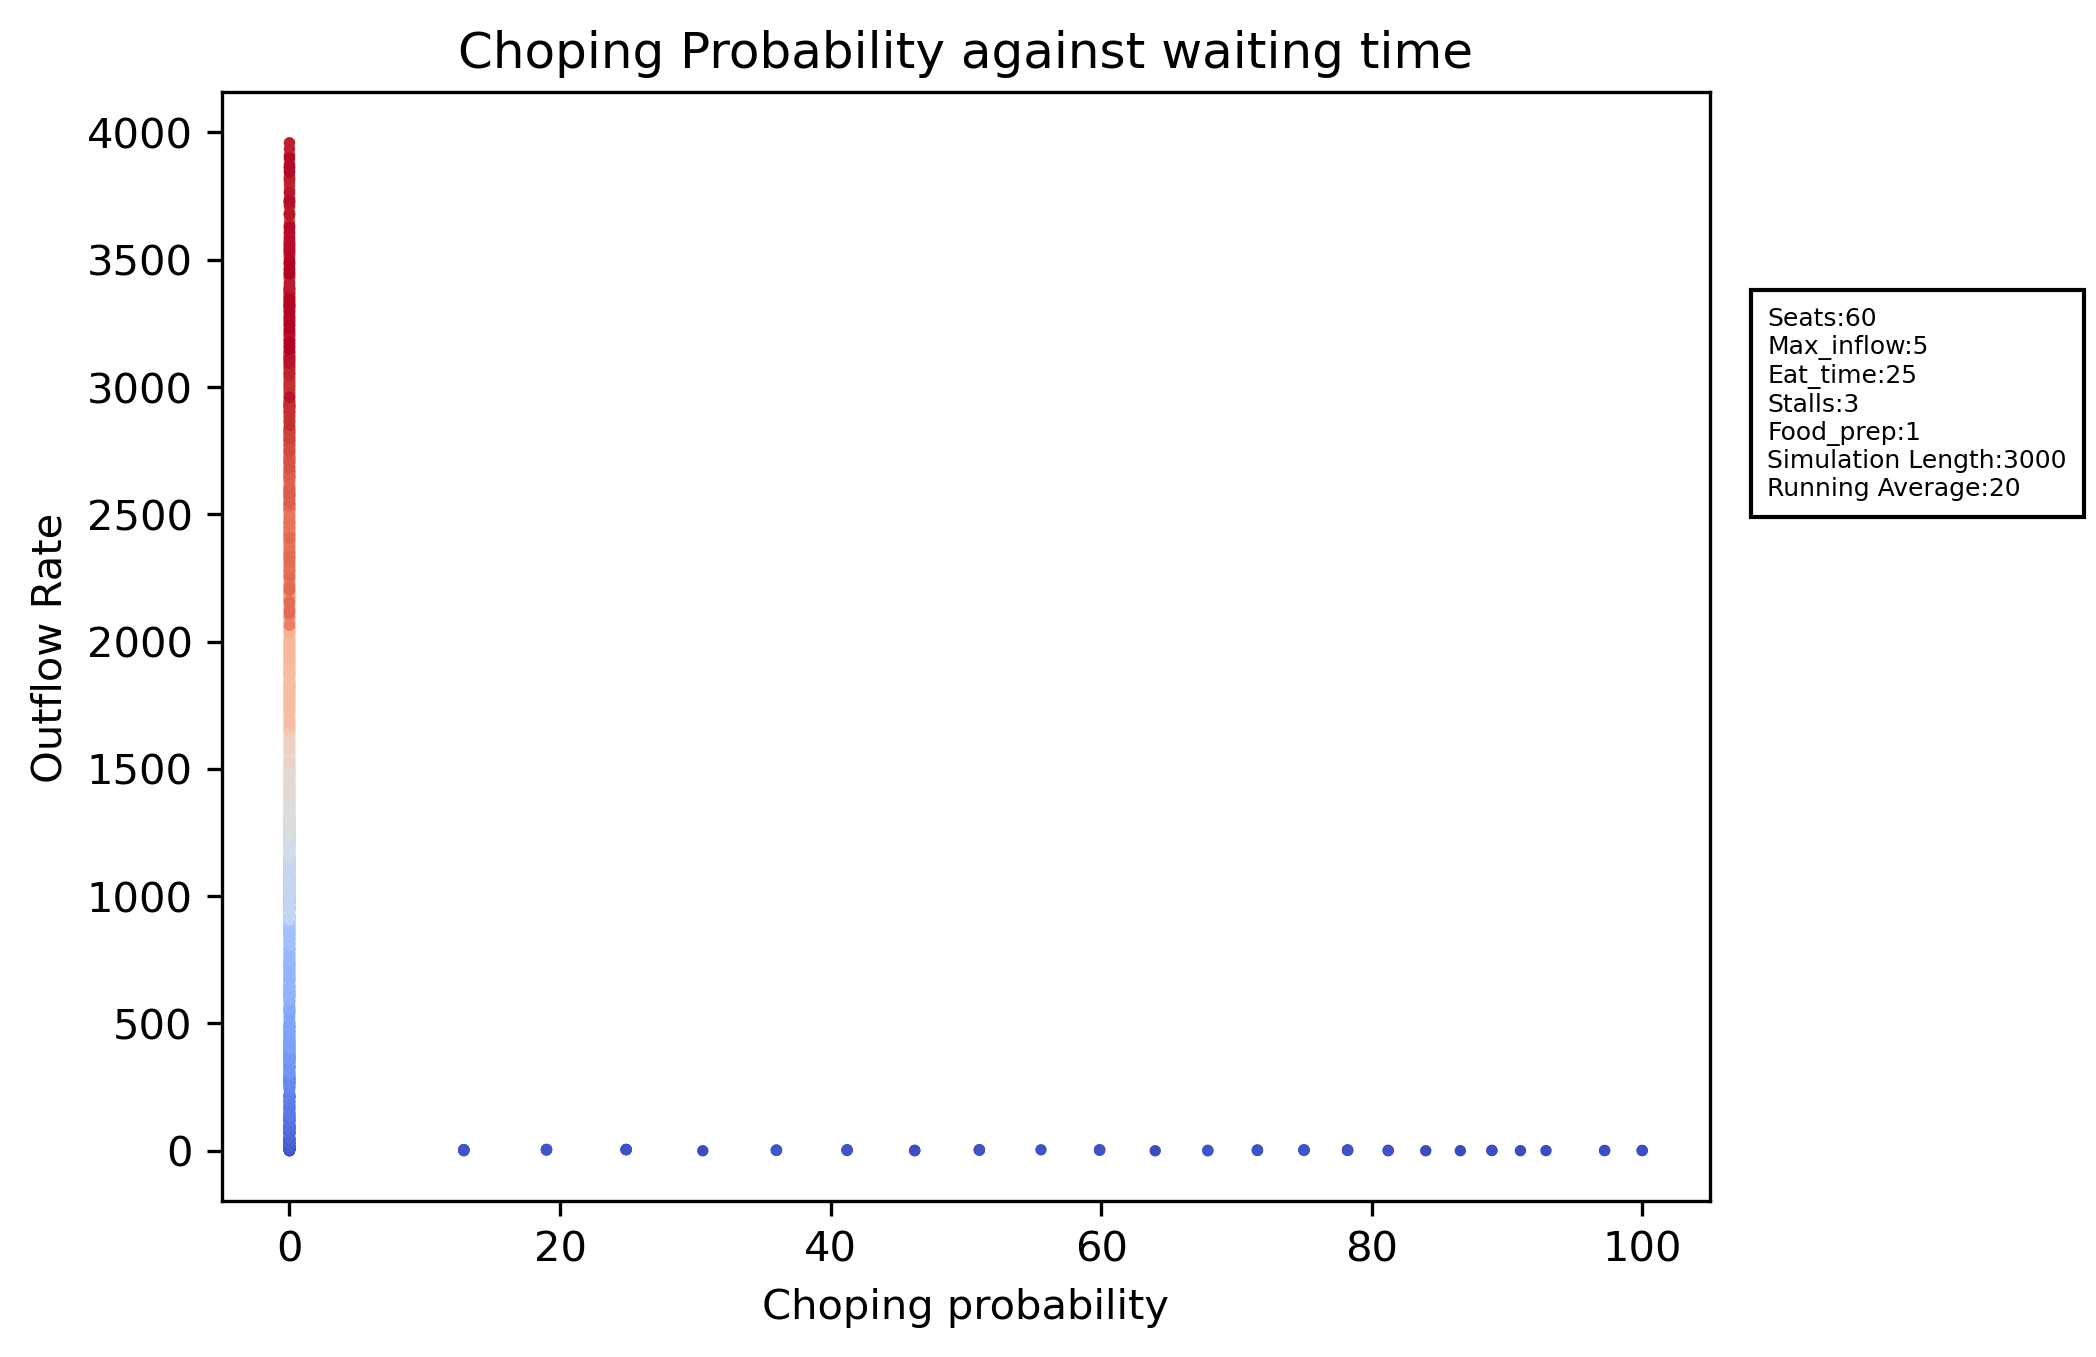 Choping Probability against waiting time
4000
3500
3000
2500
2000
1500
1000
500
0
Outflow Rate
0 20 40 60 80 100
Choping probability
Seats:60
Max_inflow:5
Eat_time:25
Stalls:3
Food_prep:1
Simulation Length:3000
Running Average:20